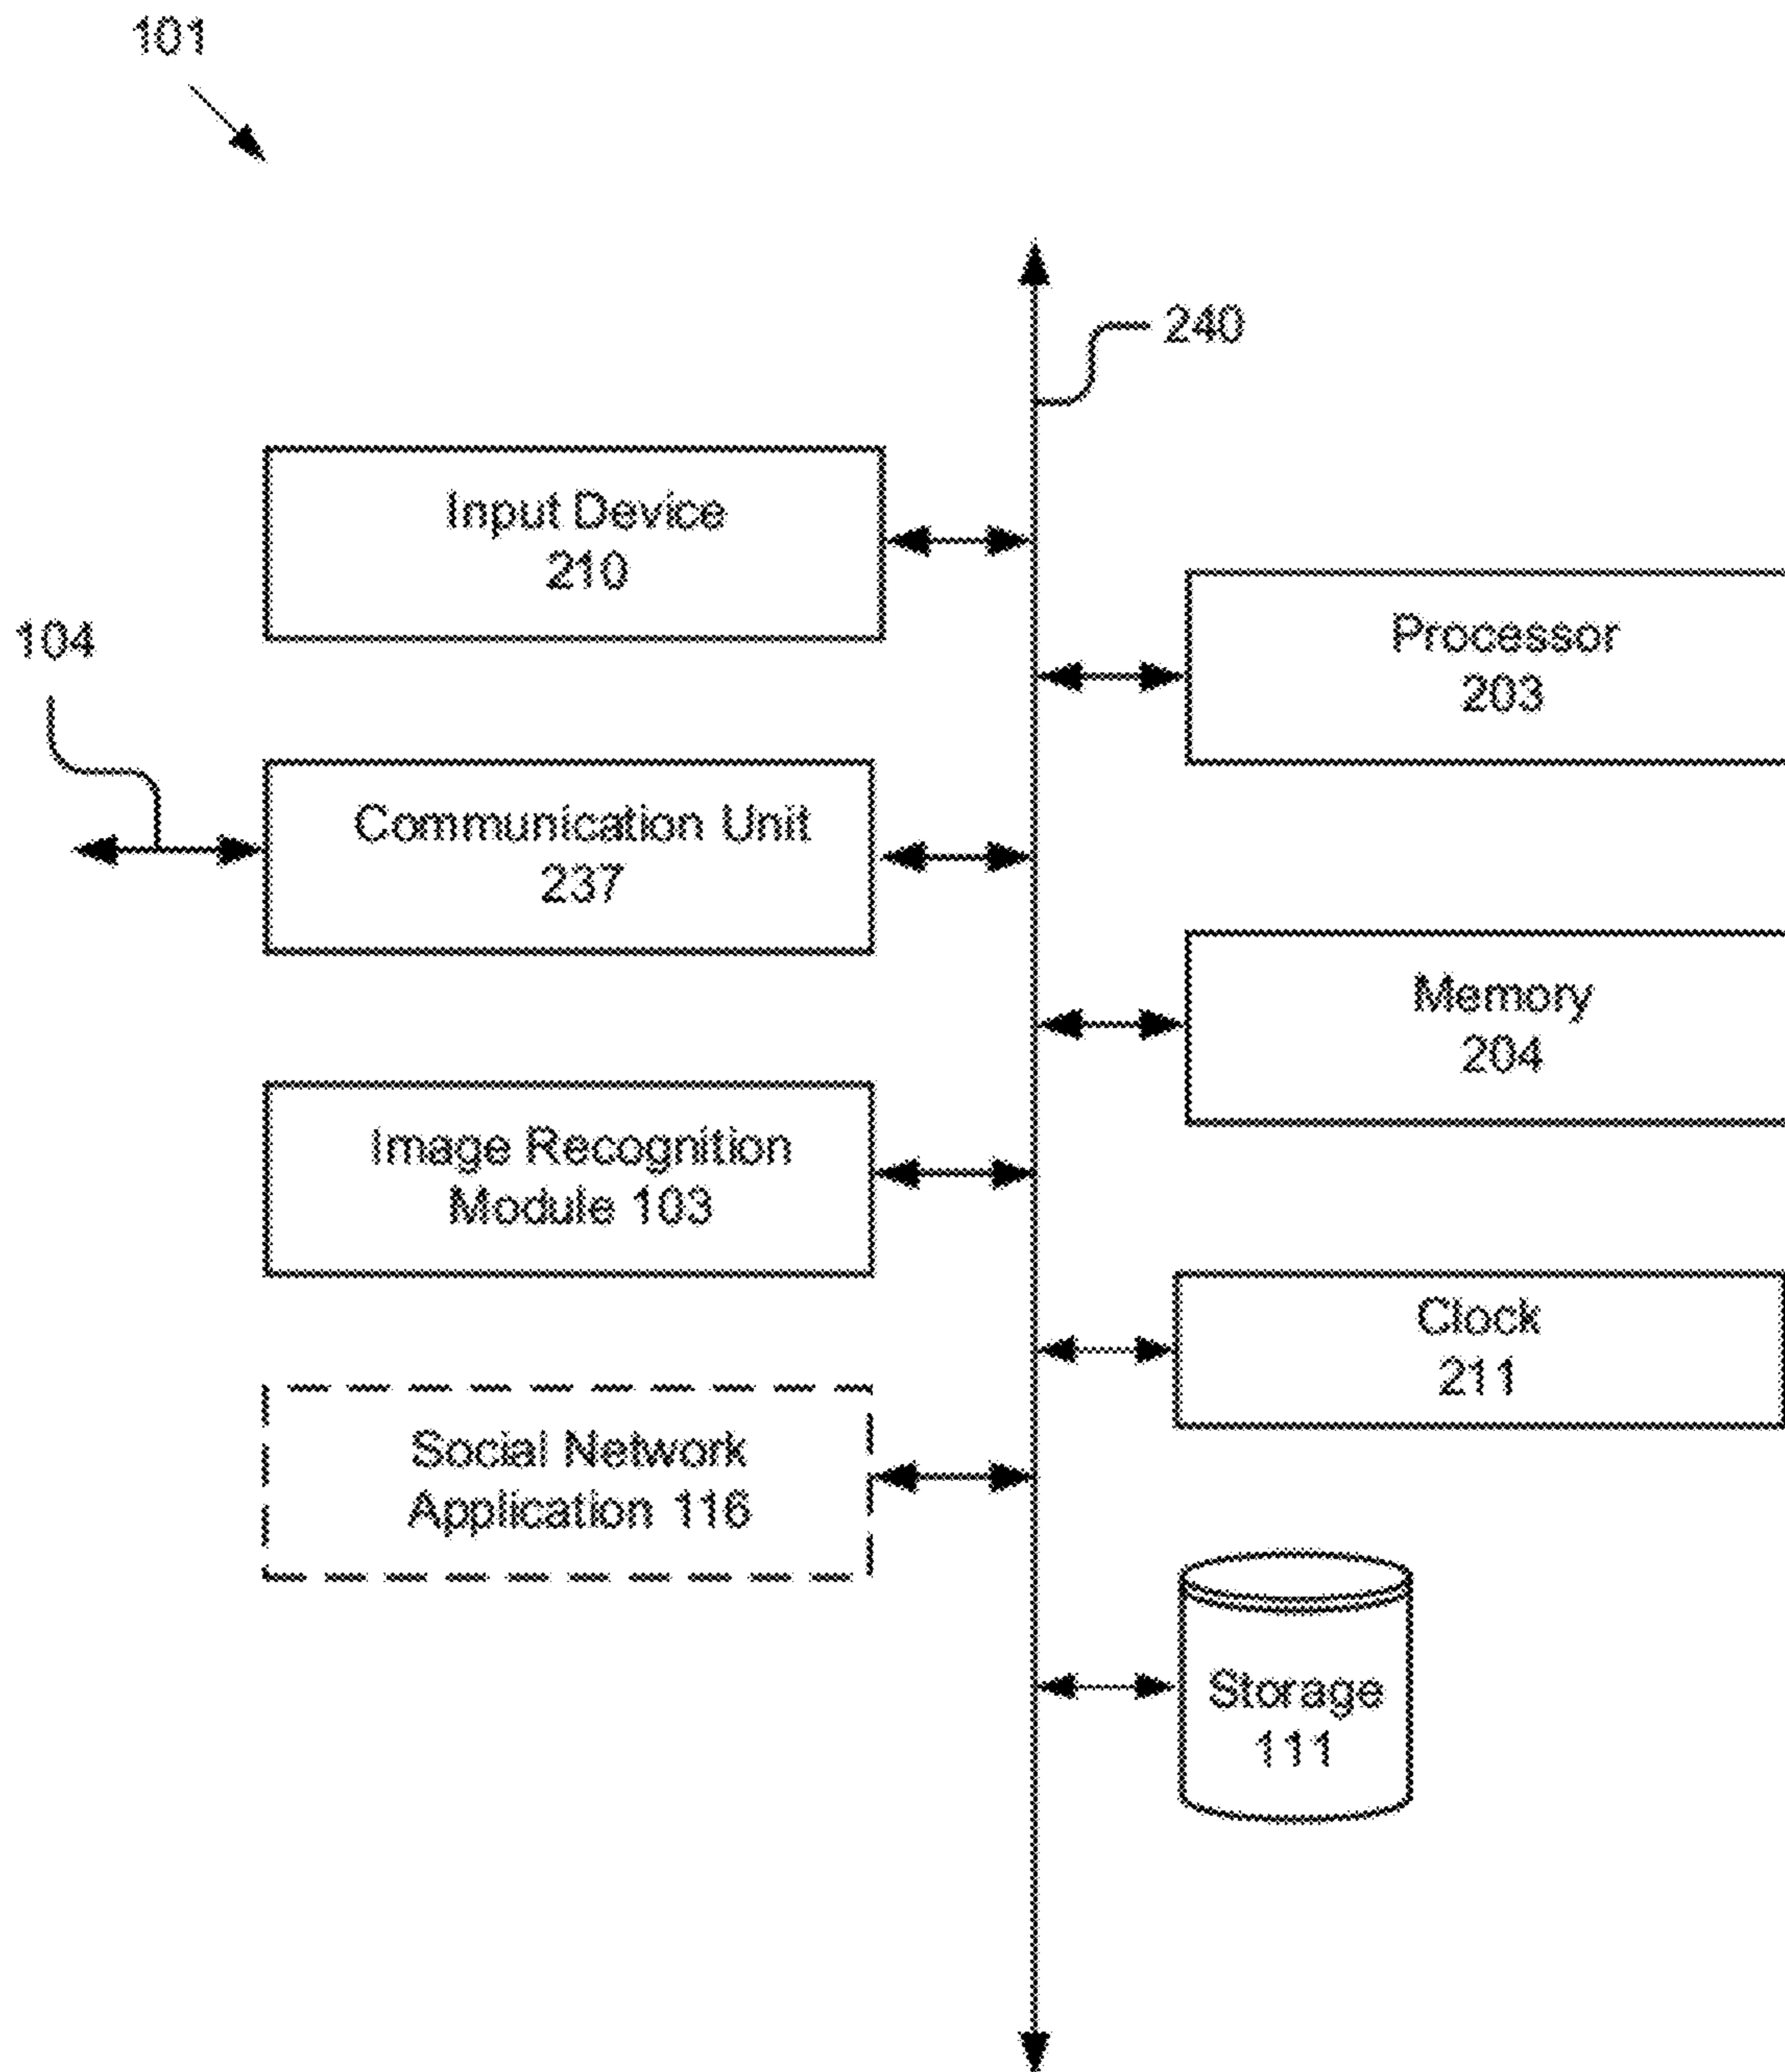 101
240
Input Device
210
Processor
203
104
Communication Unit
237
Memory
204
Image Recognition
Module 103
Clock
211
Social Network
Application 116
Storage
111